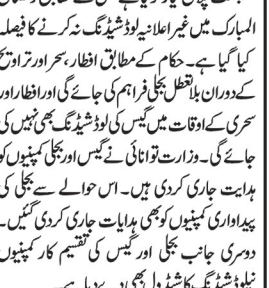 المبارک میں غیر اعلانیہ لوڈشیڈنگ نہ کرنے کا فیصلہ
کیا گیا ہے۔ حکام کے مطابق افطار، سحر اور تراویح
کے دوران بلاتعطل بجلی فراہم کی جائے گی اور افطار اور
سحری کے اوقات میں گیس کی لوڈشیڈنگ بھی نہیں کی
جائے گی۔ وزارت توانائی نے گیس اور بجلی کمپنیوں کو
ہدایت جاری کردی ہیں۔ اس حوالے سے بجلی کی
پیداواری کمپنیوں کو بھی ہدایات جاری کردی گئیں۔
دوسری جانب بجلی اور گیس کی تقسیم کار کمپنیوں